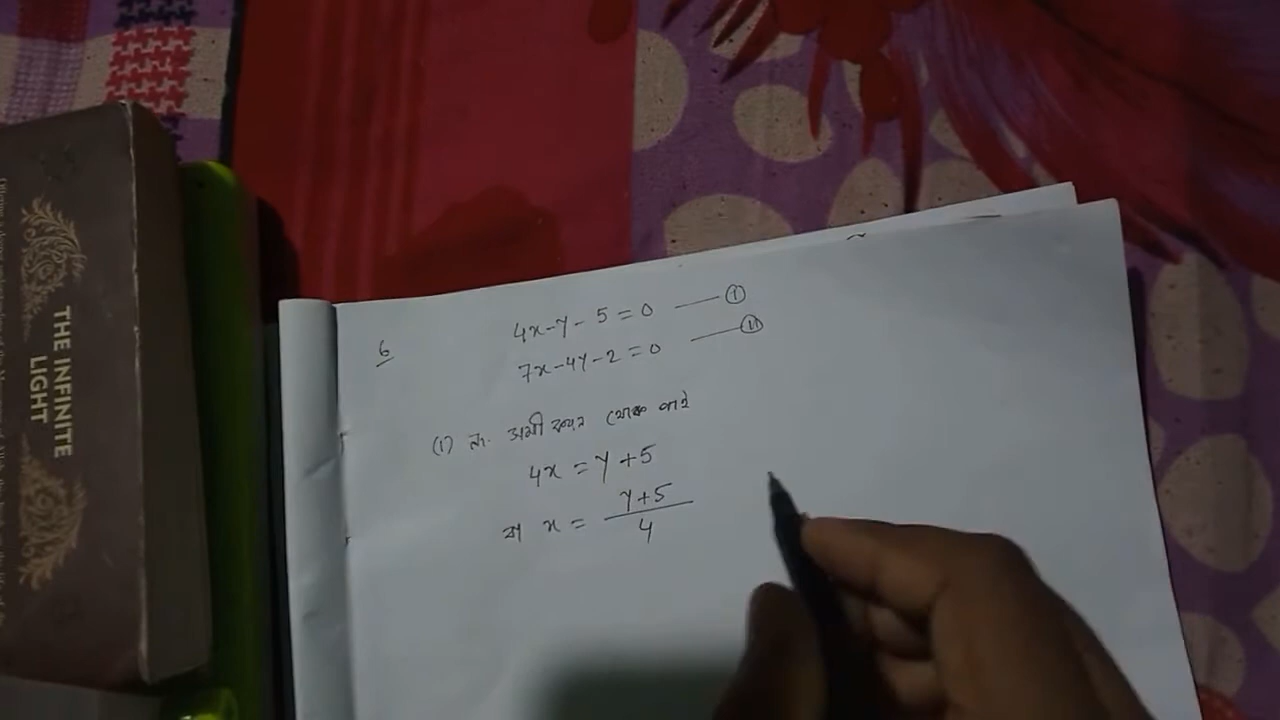 THE INFINITE
LIGHT
6
4x-y-5=0 —— (i)
7x-4y-2=0 —— (ii)
(i) নং সমীকরণ থেকে পাই
4x = y+5
বা x = y+5
4